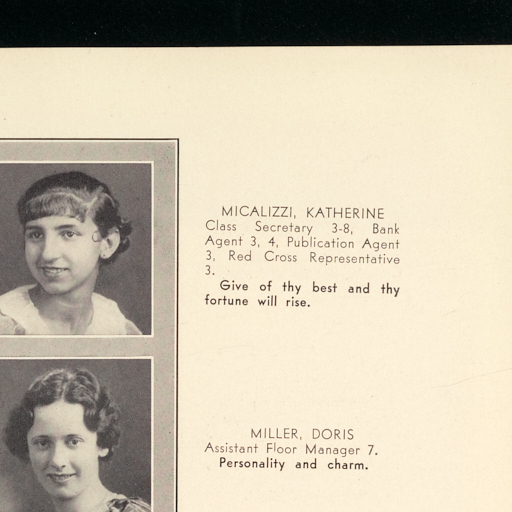 MICALIZZI, KATHERINE
Class Secretary 3-8, Bank
Agent 3, 4, Publication Agent
3, Red Cross Representative
3.
Give of thy best and thy
fortune will rise.
MILLER, DORIS
Assistant Floor Manager 7.
Personality and charm.